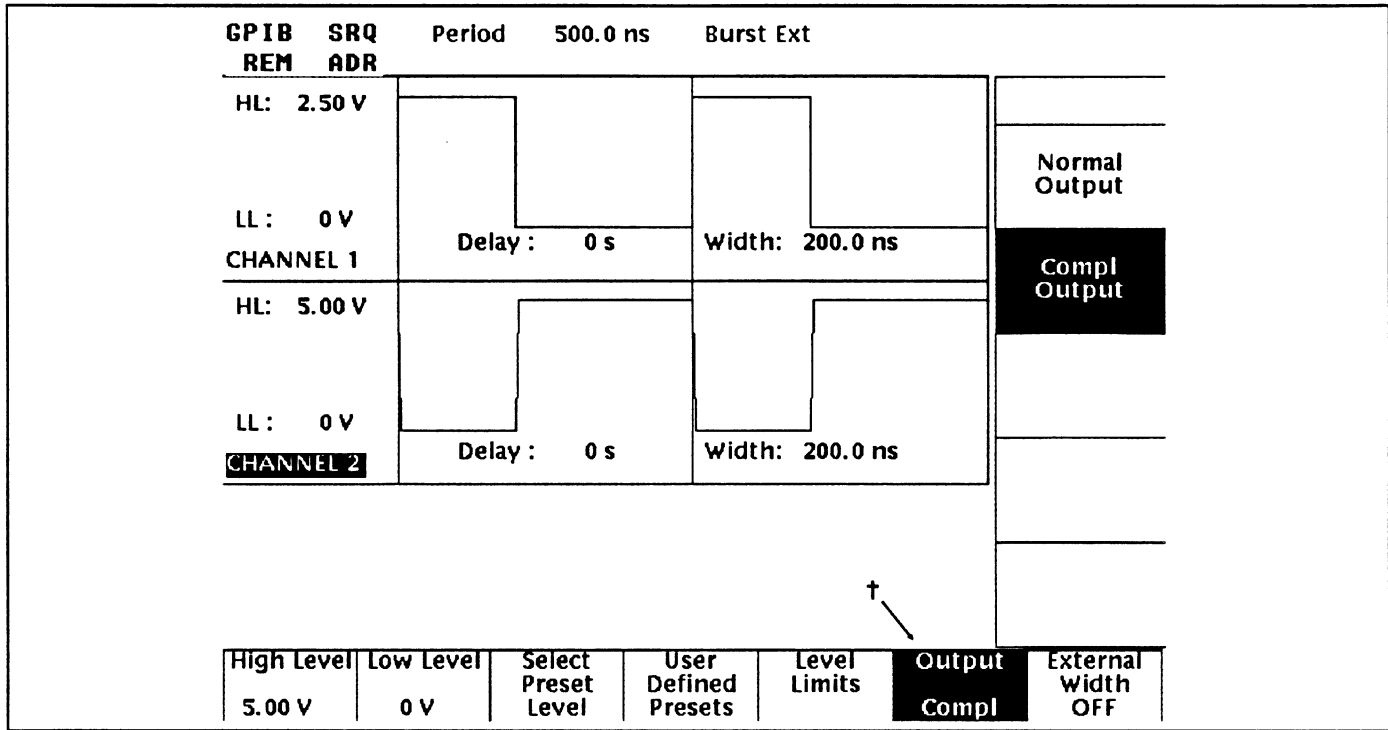 GPIB SRQ Period 500.0 ns Burst Ext
REM ADR
HL: 2.50 V
LL : 0 V
Delay : 0 s Width: 200.0 ns
CHANNEL 1
HL: 5.00 V
LL : 0 V
Delay : 0 s Width: 200.0 ns
CHANNEL 2
Normal
Output
Compl
Output
†
High Level
5.00 V
Low Level
0 V
Select
Preset
Level
User
Defined
Presets
Level
Limits
Output
Compl
External
Width
OFF